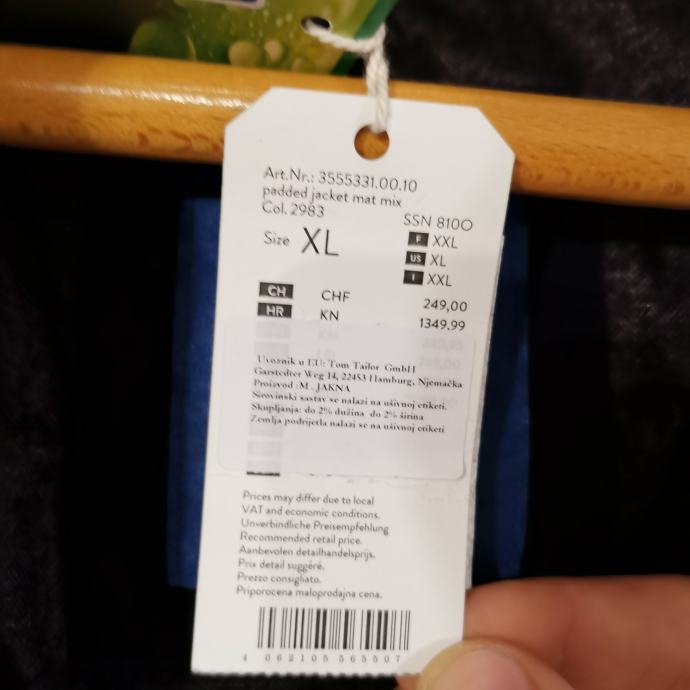 Art.Nr.: 3555331.00.10
padded jacket mat mix
Col. 2983
SSN 8100
Size XL
F XXL
US XL
I XXL
CH CHF 249,00
HR KN 1349,99
Uvoznik u EU: Tom Tailor GmbH
Garstedter Weg 14, 22453 Hamburg, Njemačka
Proizvod :M . JAKNA
Sirovinski sastav se nalazi na ušivnoj etiketi.
Skupljanja: do 2% dužina do 2% širina
Zemlja podrijetla nalazi se na ušivnoj etiketi
Prices may differ due to local
VAT and economic conditions.
Unverbindliche Preisempfehlung
Recommended retail price.
Aanbevolen detailhandelsprijs.
Prix detail suggéré.
Prezzo consigliato.
Priporocena maloprodajna cena.
4 062105 565507